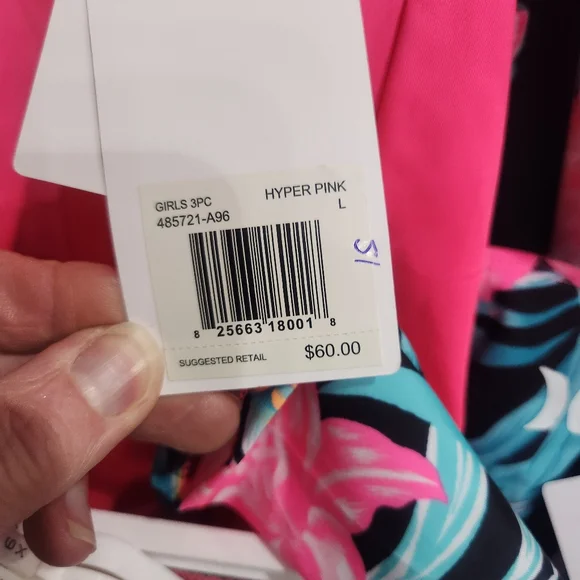 GIRLS 3PC
HYPER PINK
485721-A96
L
8 25663 18001 8
SUGGESTED RETAIL
$60.00